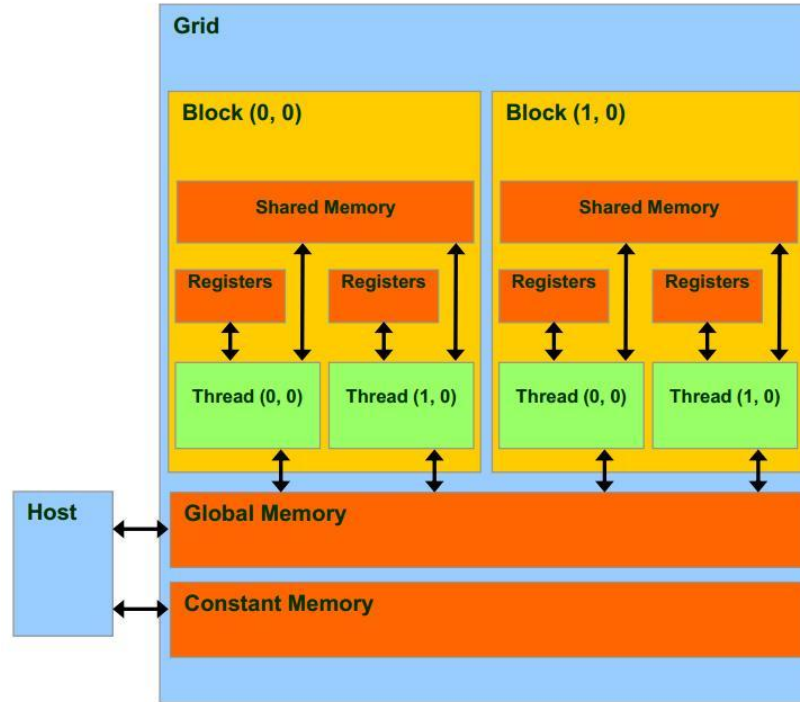 Grid
Block (0, 0)
Block (1, 0)
Shared Memory
Shared Memory
Registers
Registers
Registers
Registers
Thread (0, 0)
Thread (1, 0)
Thread (0, 0)
Thread (1, 0)
Host
Global Memory
Constant Memory